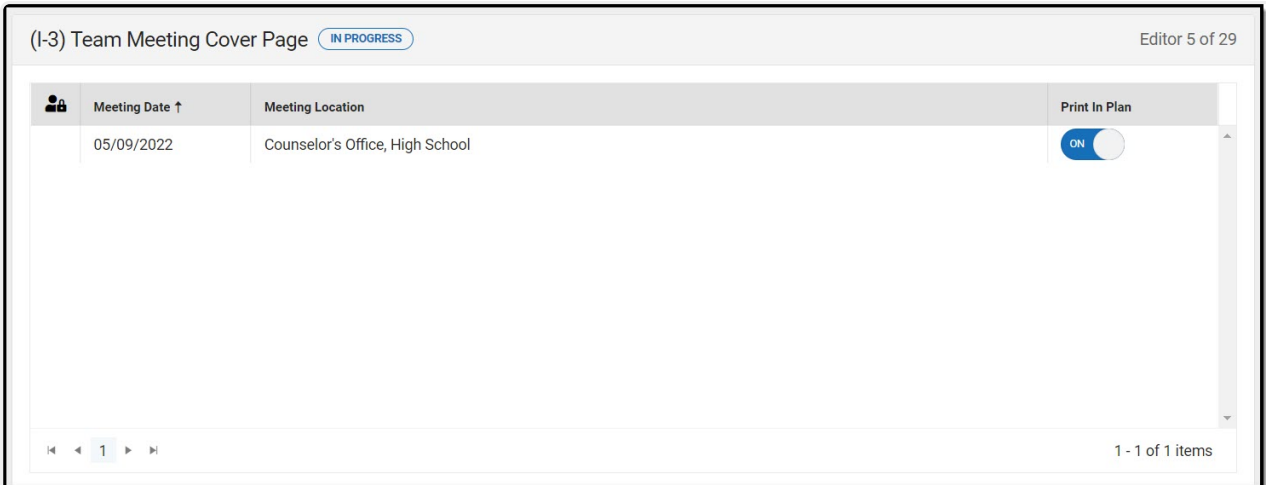 (I-3) Team Meeting Cover Page IN PROGRESS Editor 5 of 29
Meeting Date ↑ Meeting Location Print In Plan
05/09/2022 Counselor's Office, High School ON
1 1 - 1 of 1 items